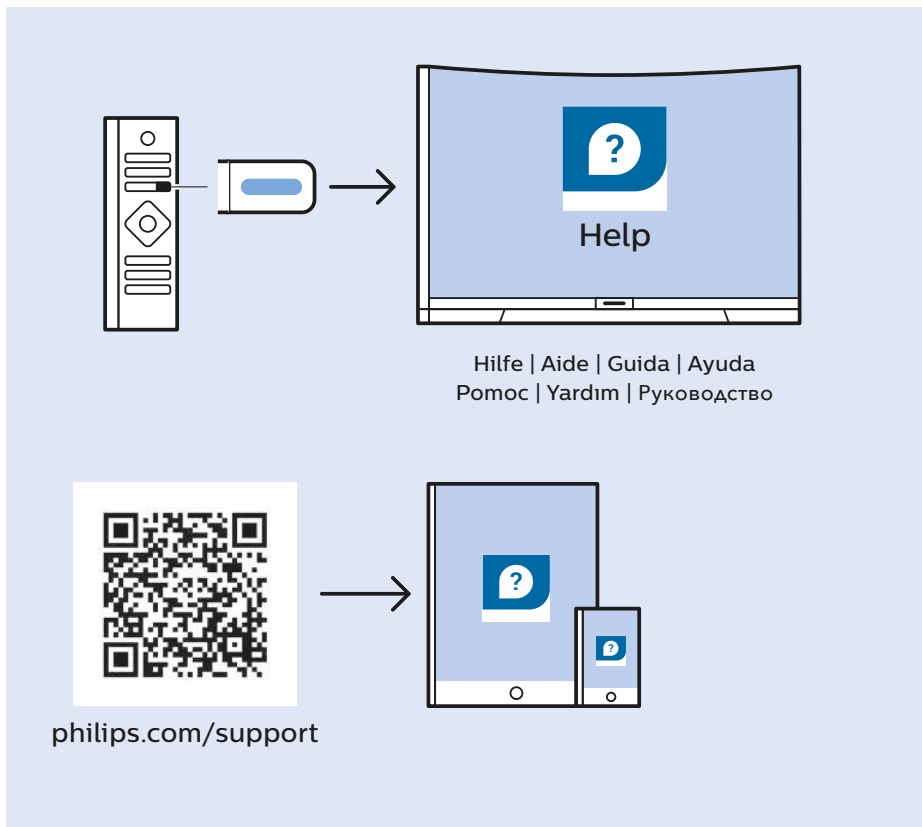 ?
Help
Hilfe | Aide | Guida | Ayuda
Pomoc | Yardım | Руководство
?
?
philips.com/support